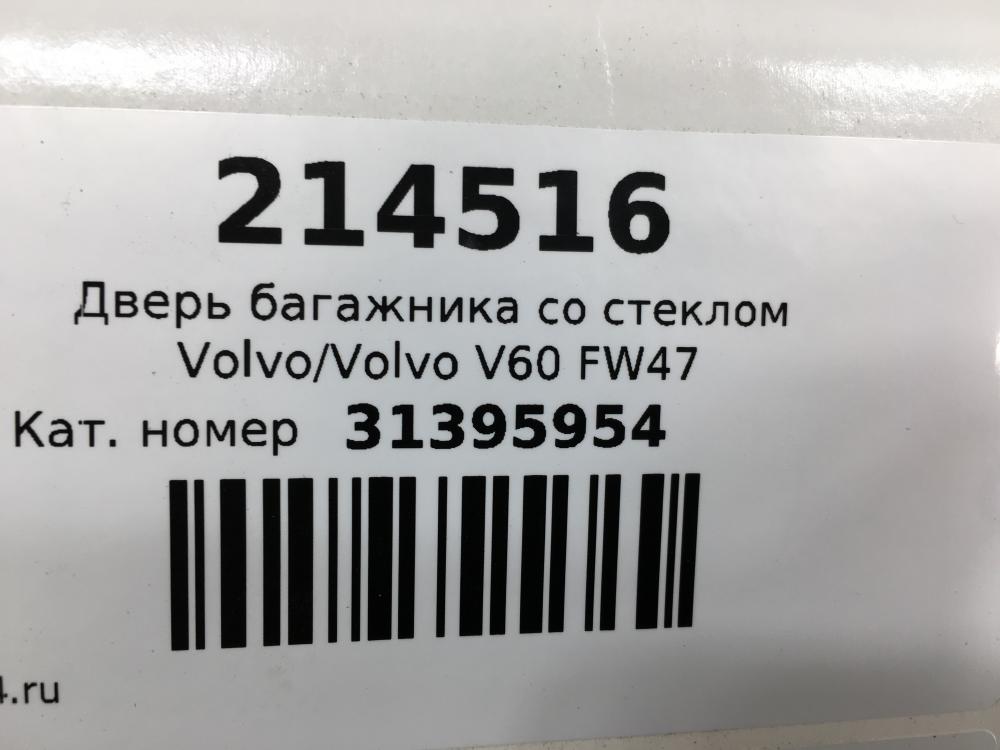 214516
Дверь багажника со стеклом
Volvo/Volvo V60 FW47
Кат. номер 31395954
4.ru